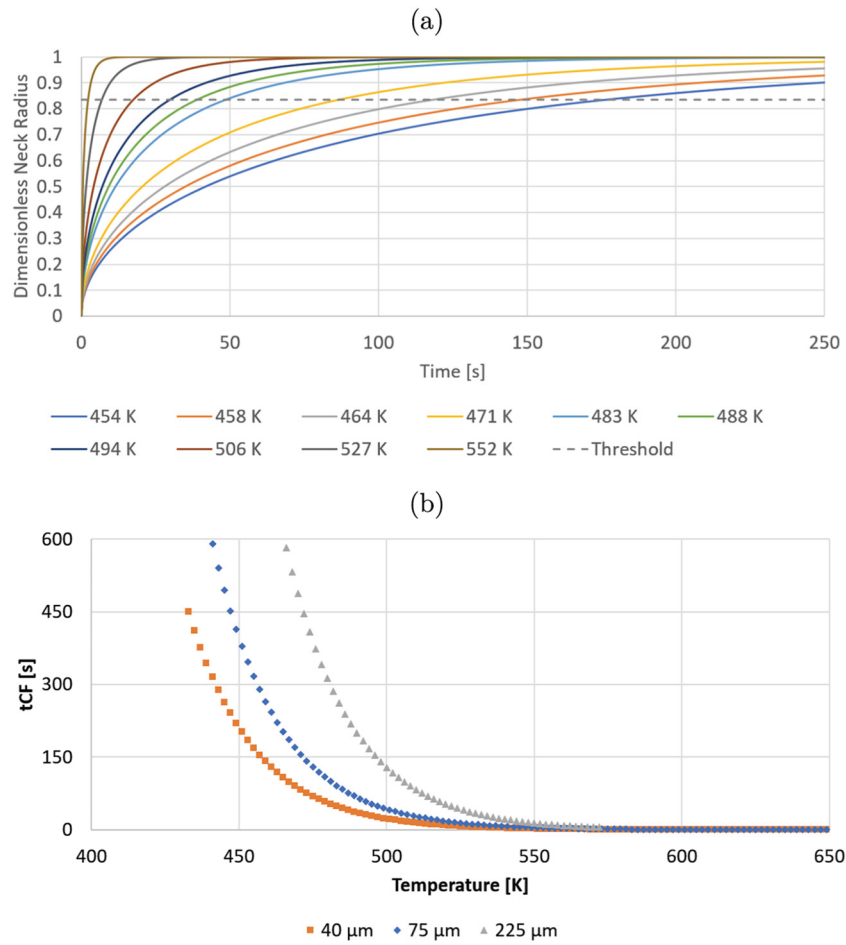 (a)
1
0.9
0.8
0.7
0.6
0.5
0.4
0.3
0.2
0.1
0
Dimensionless Neck Radius
0 50 100 150 200 250
Time [s]
454 K 458 K 464 K 471 K 483 K 488 K
494 K 506 K 527 K 552 K Threshold
(b)
600
450
300
150
0
tCF [s]
400 450 500 550 600 650
Temperature [K]
40 μm 75 μm 225 μm